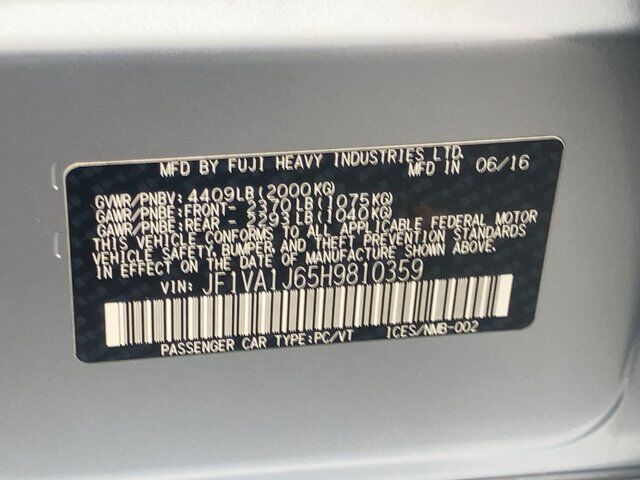 MFD BY FUJI HEAVY INDUSTRIES LTD.
MFD IN 06/16
GVWR/PNBV: 4409LB(2000KG)
GAWR/PNBE:FRONT- 2370LB(1075KG)
GAWR/PNBE:REAR - 2293LB(1040KG)
THIS VEHICLE CONFORMS TO ALL APPLICABLE FEDERAL MOTOR
VEHICLE SAFETY,BUMPER,AND THEFT PREVENTION STANDARDS
IN EFFECT ON THE DATE OF MANUFACTURE SHOWN ABOVE.
VIN: JF1VA1J65H9810359
PASSENGER CAR TYPE:PC/VT ICES/NMB-002